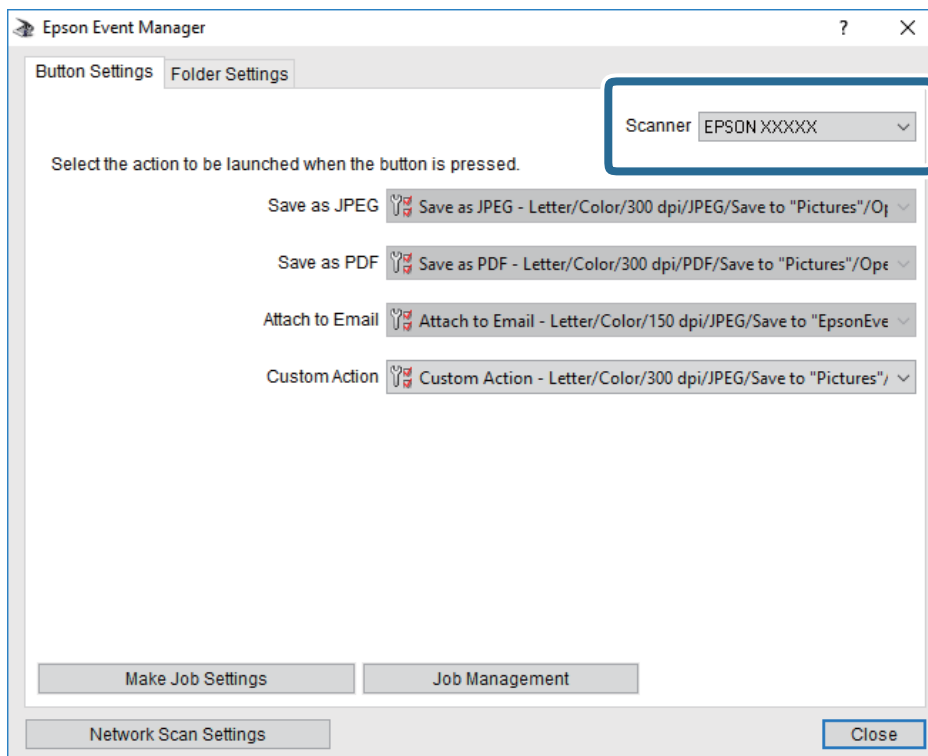 Epson Event Manager
Button Settings Folder Settings
Scanner EPSON XXXXX
Select the action to be launched when the button is pressed.
Save as JPEG Save as JPEG - Letter/Color/300 dpi/JPEG/Save to "Pictures"/Op
Save as PDF Save as PDF - Letter/Color/300 dpi/PDF/Save to "Pictures"/Ope
Attach to Email Attach to Email - Letter/Color/150 dpi/JPEG/Save to "EpsonEve
Custom Action Custom Action - Letter/Color/300 dpi/JPEG/Save to "Pictures"/
Make Job Settings Job Management
Network Scan Settings Close